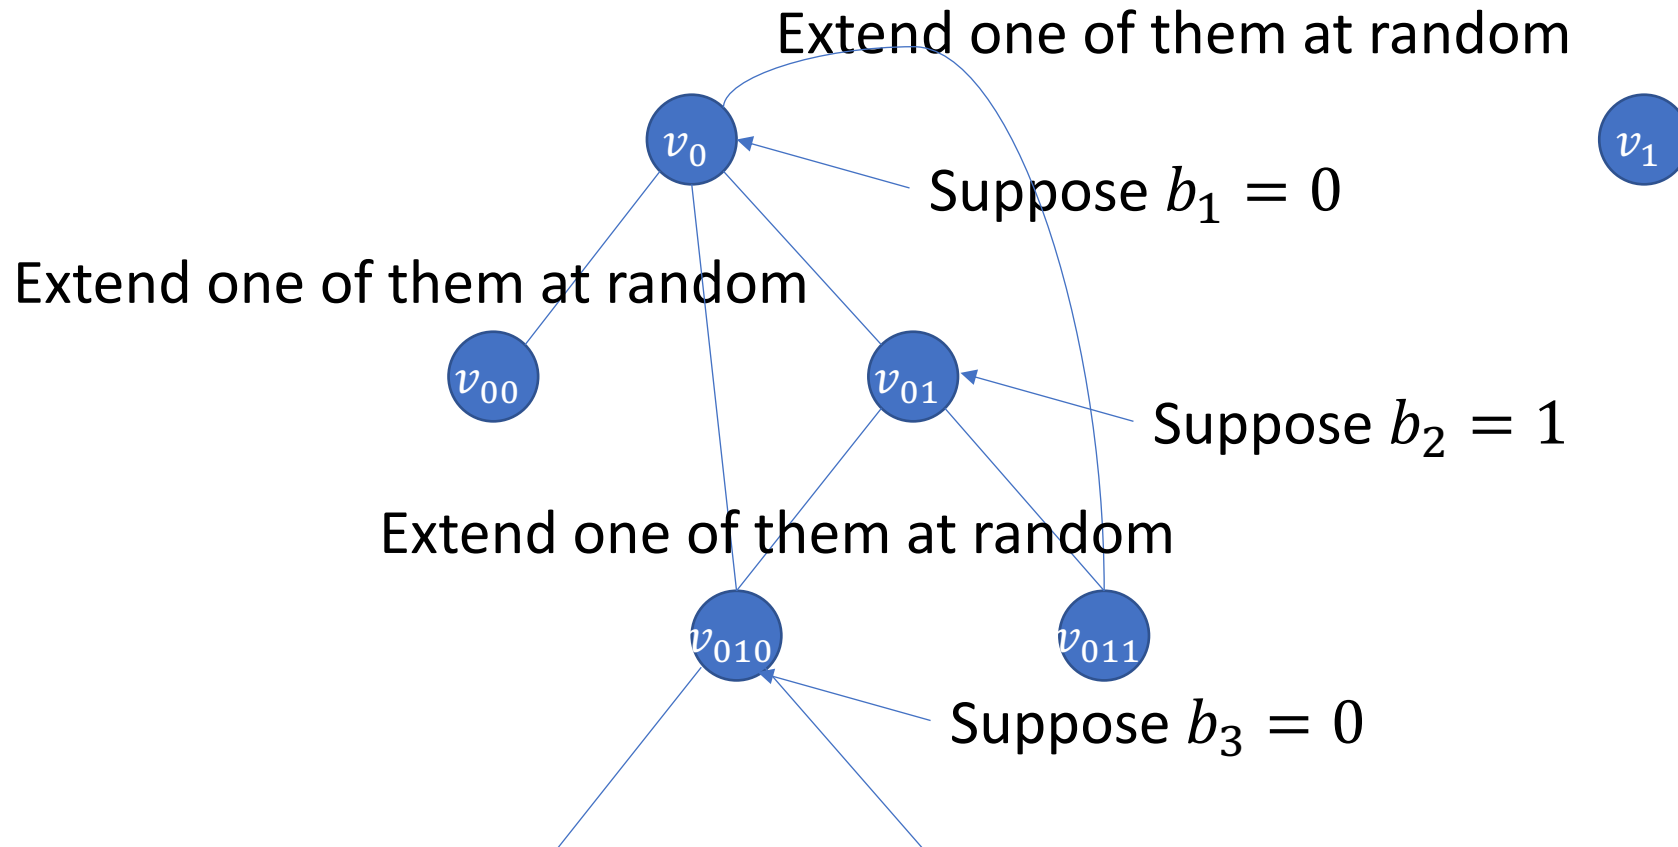 Extend one of them at random
v₀
v₁
Suppose b₁ = 0
Extend one of them at random
v₀₀
v₀₁
Suppose b₂ = 1
Extend one of them at random
v₀₁₀
v₀₁₁
Suppose b₃ = 0